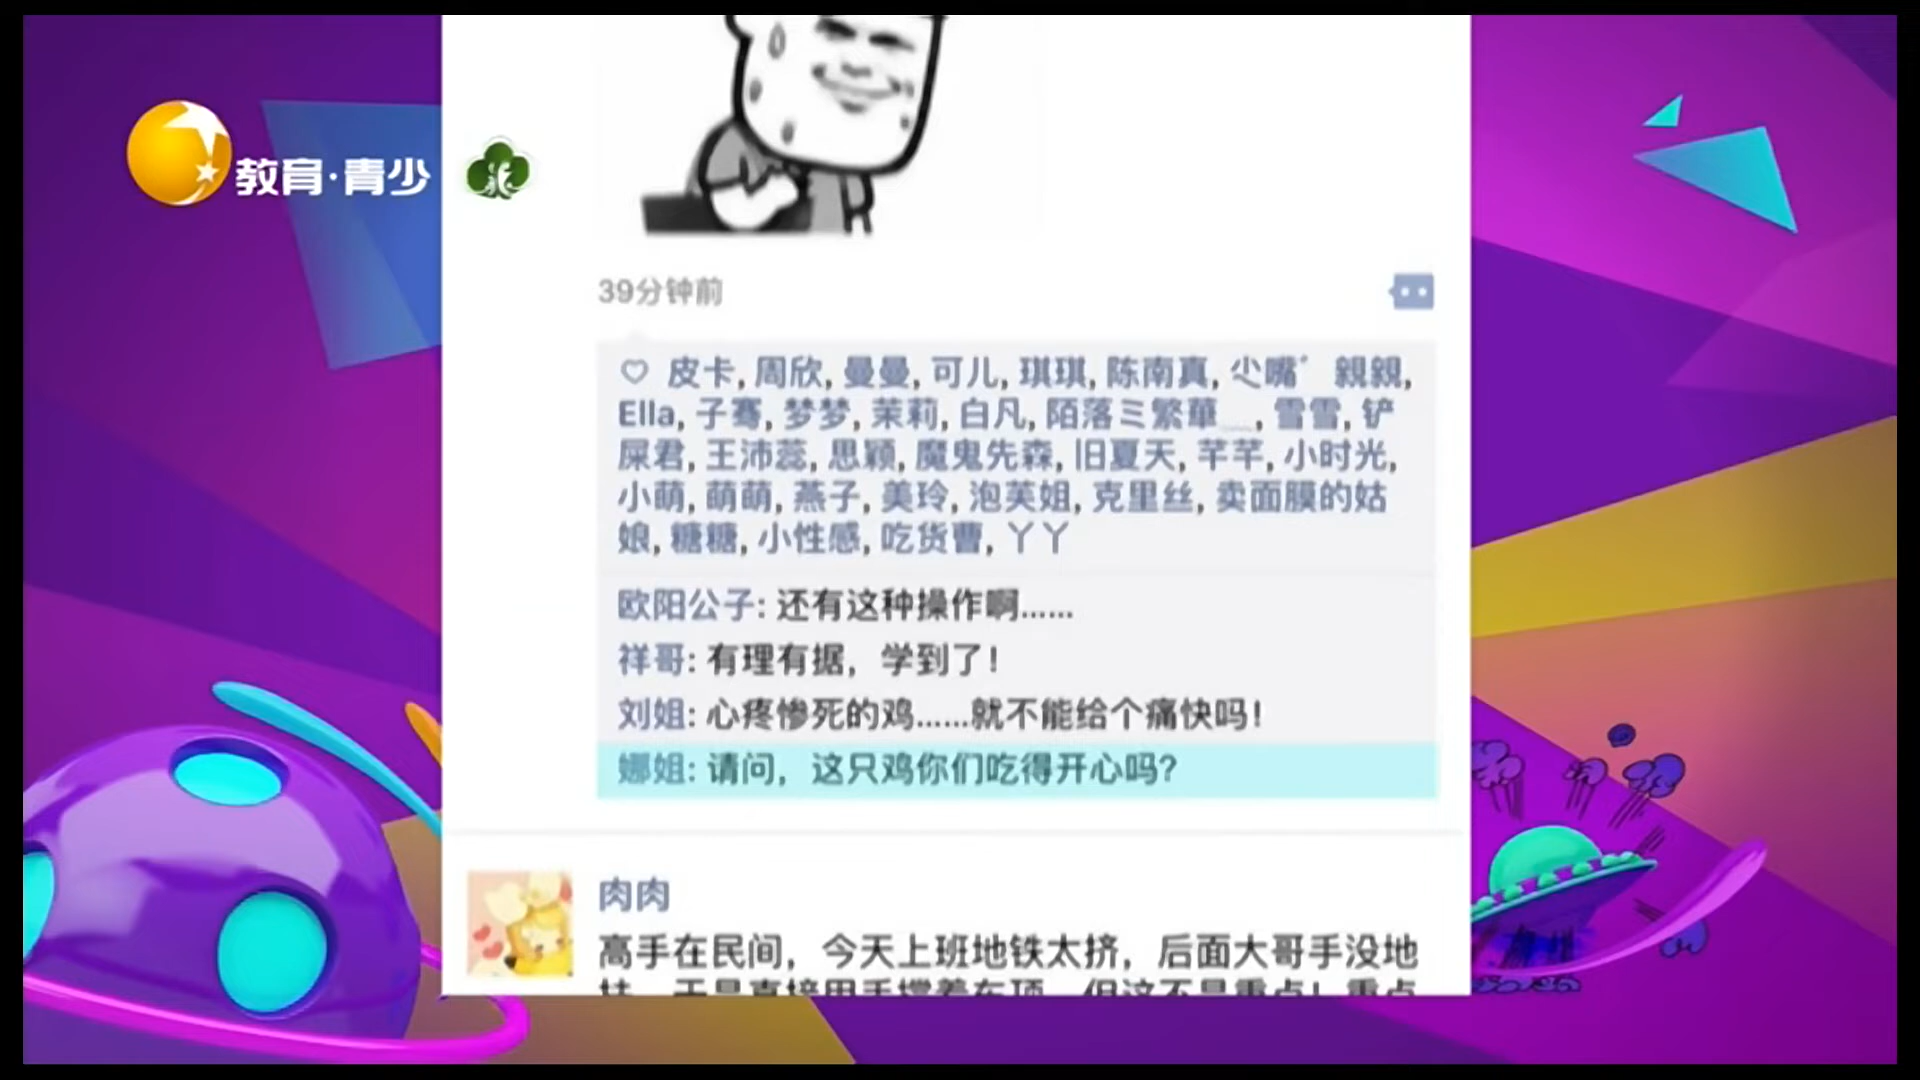 教育·青少
39分钟前
皮卡, 周欣, 曼曼, 可儿, 琪琪, 陈南真, 尐嘴゛親親,
Ella, 子骞, 梦梦, 茉莉, 白凡, 陌落ミ繁華﹏, 雪雪, 铲
屎君, 王沛蕊, 思颖, 魔鬼先森, 旧夏天, 芊芊, 小时光,
小萌, 萌萌, 燕子, 美玲, 泡芙姐, 克里丝, 卖面膜的姑
娘, 糖糖, 小性感, 吃货曹, 丫丫
欧阳公子: 还有这种操作啊......
祥哥: 有理有据，学到了!
刘姐: 心疼惨死的鸡......就不能给个痛快吗!
娜姐: 请问，这只鸡你们吃得开心吗?
肉肉
高手在民间，今天上班地铁太挤，后面大哥手没地